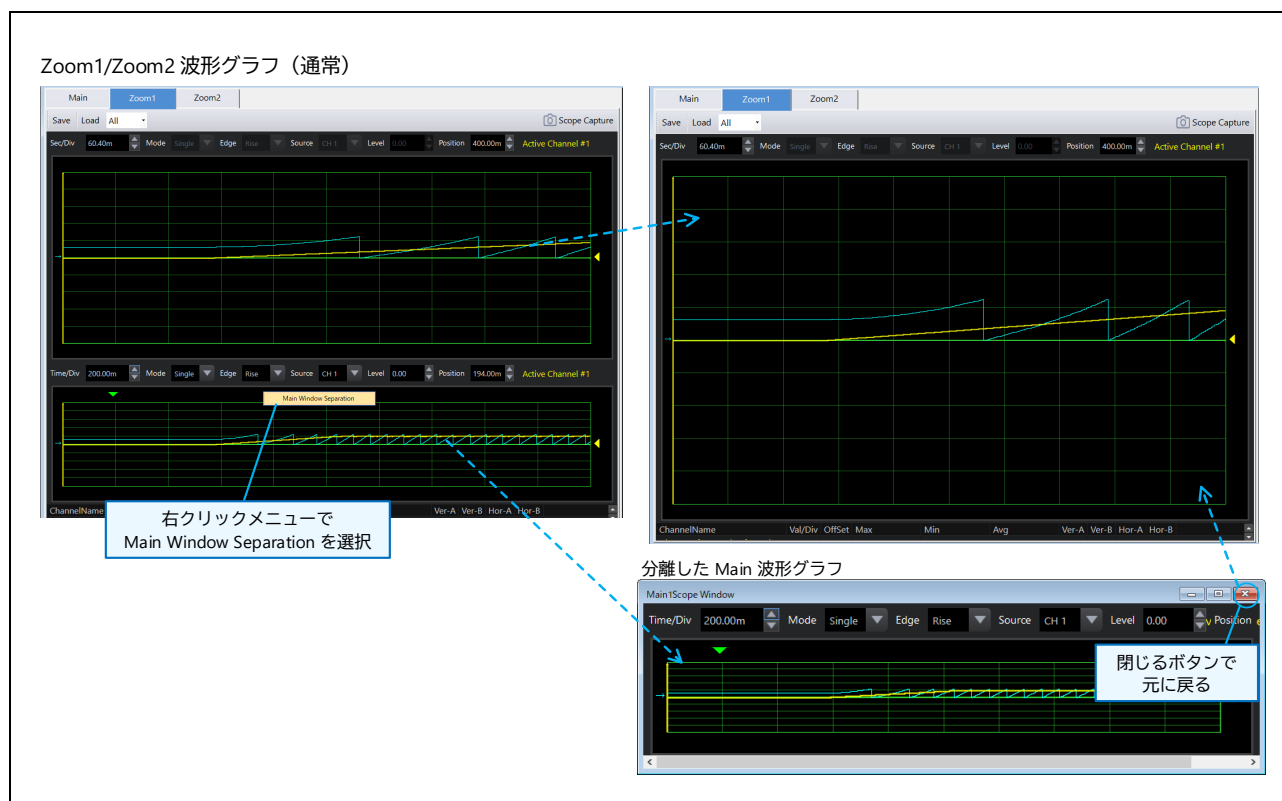 Zoom1/Zoom2 波形グラフ（通常）
Main Zoom1 Zoom2
Save Load All Scope Capture
Sec/Div 60.40m Mode Single Edge Rise Source CH 1 Level 0.00 Position 400.00m Active Channel #1
Time/Div 200.00m Mode Single Edge Rise Source CH 1 Level 0.00 Position 194.00m Active Channel #1
Main Window Separation
ChannelName Ver-A Ver-B Hor-A Hor-B
右クリックメニューで
Main Window Separation を選択
Main Zoom1 Zoom2
Save Load All Scope Capture
Sec/Div 60.40m Mode Single Edge Rise Source CH 1 Level 0.00 Position 400.00m Active Channel #1
ChannelName Val/Div OffSet Max Min Avg Ver-A Ver-B Hor-A Hor-B
分離した Main 波形グラフ
Main1Scope Window
Time/Div 200.00m Mode Single Edge Rise Source CH 1 Level 0.00 Position
閉じるボタンで
元に戻る